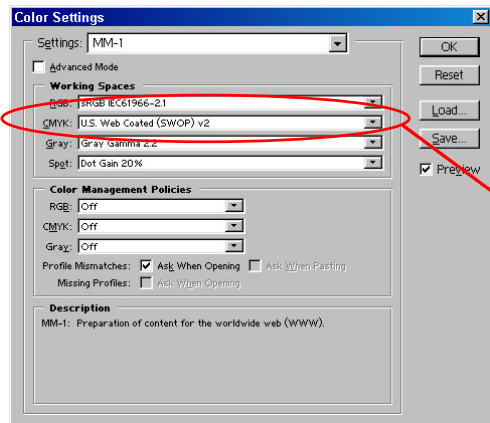 Color Settings
Settings: MM-1
OK
Advanced Mode
Reset
Working Spaces
RGB: sRGB IEC61966-2.1
Load...
CMYK: U.S. Web Coated (SWOP) v2
Save...
Gray: Gray Gamma 2.2
Spot: Dot Gain 20%
Preview
Color Management Policies
RGB: Off
CMYK: Off
Gray: Off
Profile Mismatches: Ask When Opening Ask When Pasting
Missing Profiles: Ask When Opening
Description
MM-1: Preparation of content for the worldwide web (WWW).